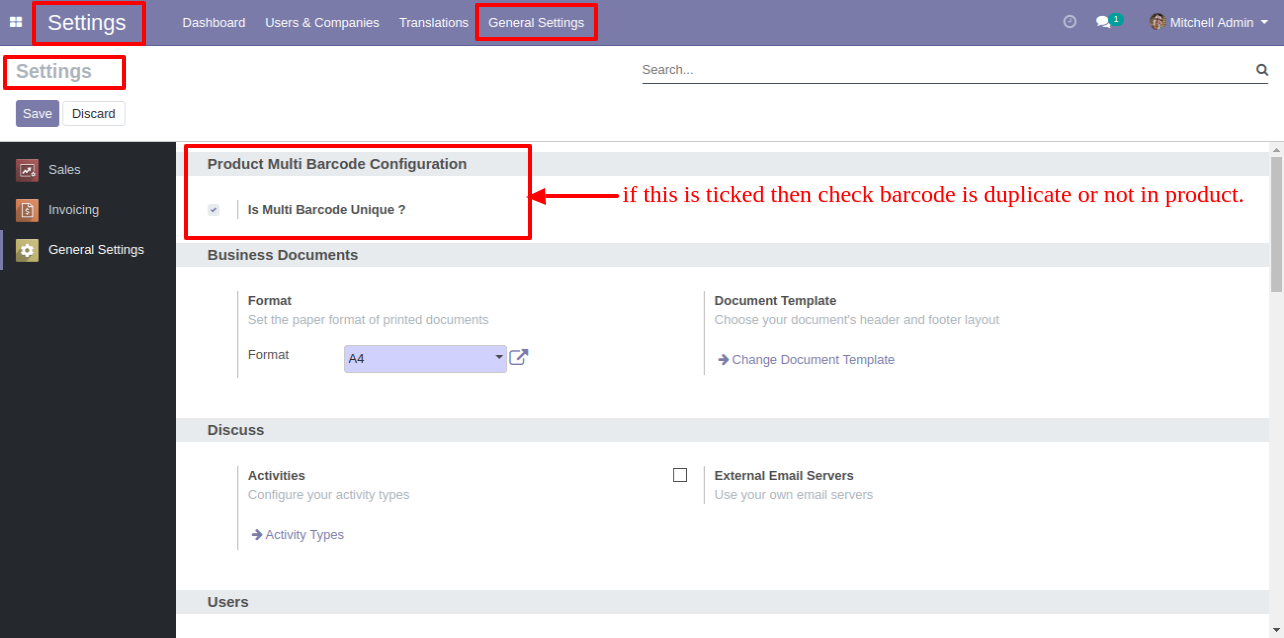 Settings Dashboard Users & Companies Translations General Settings 1 Mitchell Admin
Settings Search...
Save Discard
Sales
Invoicing
General Settings
Product Multi Barcode Configuration
Is Multi Barcode Unique ?
if this is ticked then check barcode is duplicate or not in product.
Business Documents
Format
Set the paper format of printed documents
Format A4
Document Template
Choose your document's header and footer layout
Change Document Template
Discuss
Activities
Configure your activity types
Activity Types
External Email Servers
Use your own email servers
Users